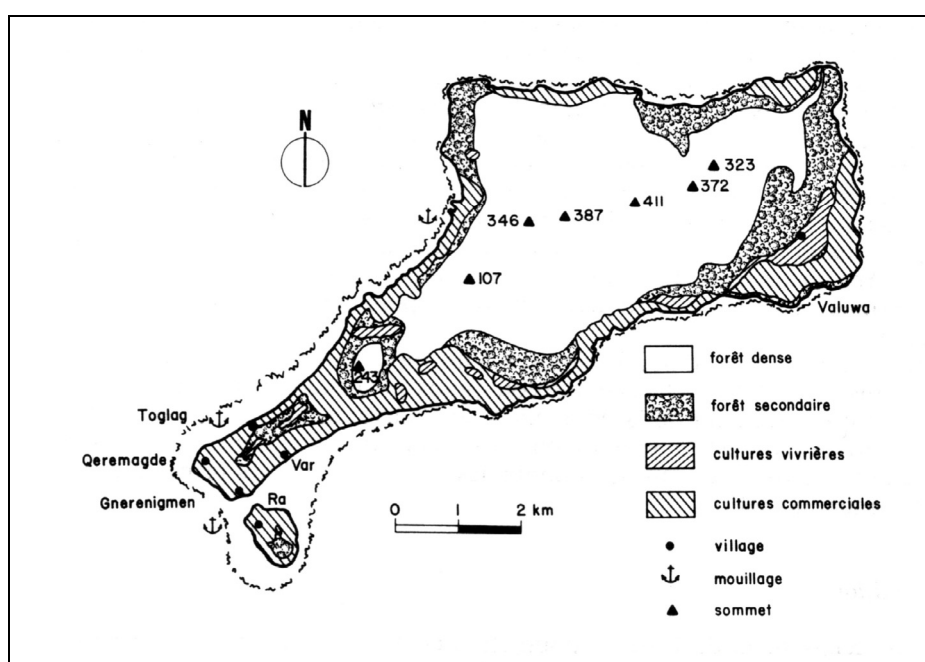 N
323
372
411
387
346
107
243
Valuwa
Toglag
Qeremagde
Var
Gnerenigmen
Ra
0 1 2 km
forêt dense
forêt secondaire
cultures vivrières
cultures commerciales
village
mouillage
sommet